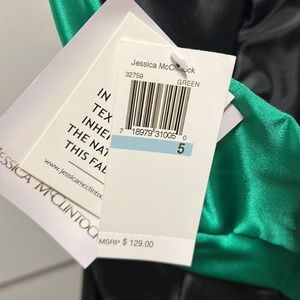 Jessica McClintock
32759
GREEN
7 18979 31005 0
5
MSRP $ 129.00
IN
TEX
INHE
THE NAT
THIS FAB
www.Jessicamcclin
JESSICA McCLINTOCK